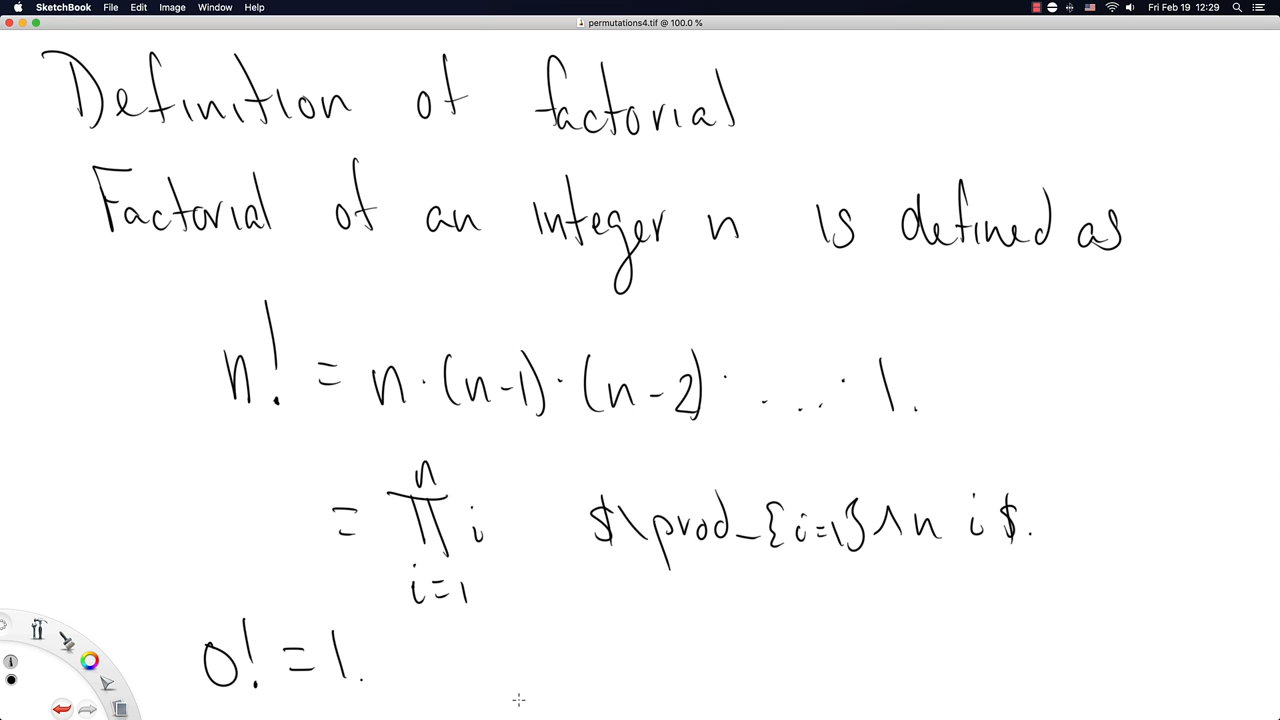 SketchBook File Edit Image Window Help Fri Feb 19 12:29
permutations4.tif @ 100.0 %
Definition of factorial
Factorial of an integer n is defined as
n! = n · (n-1) · (n-2) · ... · 1.
= ∏_{i=1}^n i $\prod_{i=1}^n i$.
0! = 1.